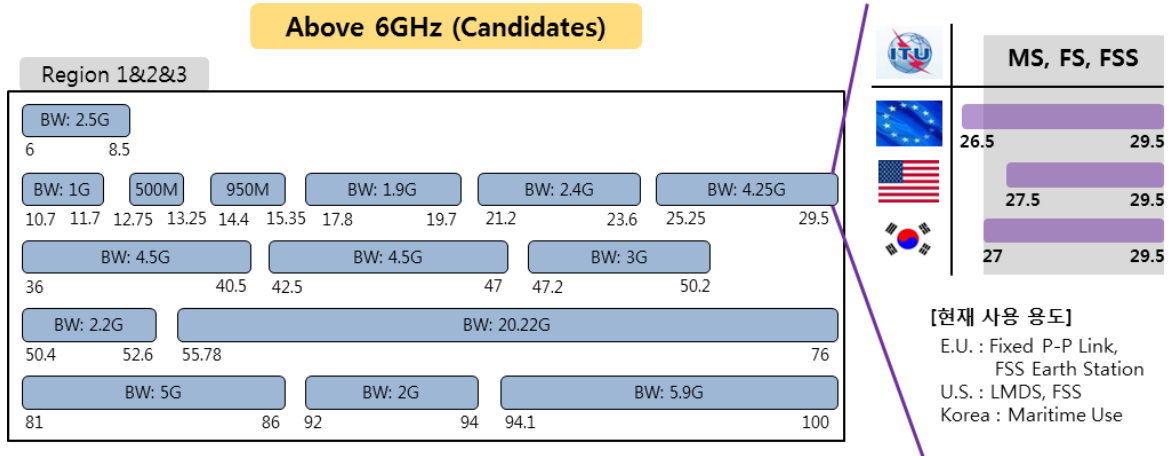 Above 6GHz (Candidates)
Region 1&2&3
BW: 2.5G
6 8.5
BW: 1G 500M 950M BW: 1.9G BW: 2.4G BW: 4.25G
10.7 11.7 12.75 13.25 14.4 15.35 17.8 19.7 21.2 23.6 25.25 29.5
BW: 4.5G BW: 4.5G BW: 3G
36 40.5 42.5 47 47.2 50.2
BW: 2.2G BW: 20.22G
50.4 52.6 55.78 76
BW: 5G BW: 2G BW: 5.9G
81 86 92 94 94.1 100
ITU MS, FS, FSS
26.5 29.5
27.5 29.5
27 29.5
[현재 사용 용도]
E.U. : Fixed P-P Link,
FSS Earth Station
U.S. : LMDS, FSS
Korea : Maritime Use